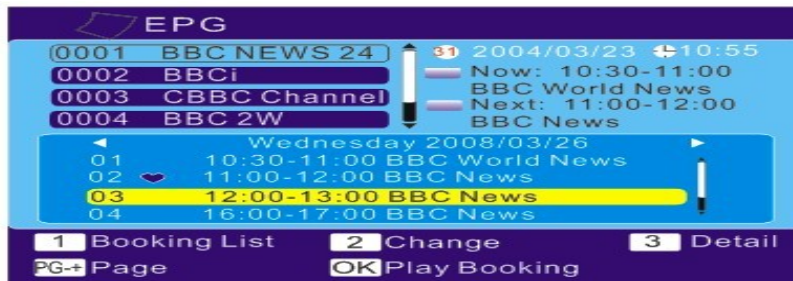 EPG
0001 BBC NEWS 24
0002 BBCi
0003 CBBC Channel
0004 BBC 2W
31 2004/03/23 10:55
Now: 10:30-11:00
BBC World News
Next: 11:00-12:00
BBC News
Wednesday 2008/03/26
01 10:30-11:00 BBC World News
02 11:00-12:00 BBC News
03 12:00-13:00 BBC News
04 16:00-17:00 BBC News
1 Booking List 2 Change 3 Detail
PG-+ Page OK Play Booking